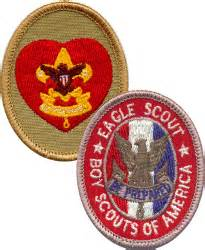 EAGLE SCOUT
BE PREPARED
BOY SCOUTS OF AMERICA